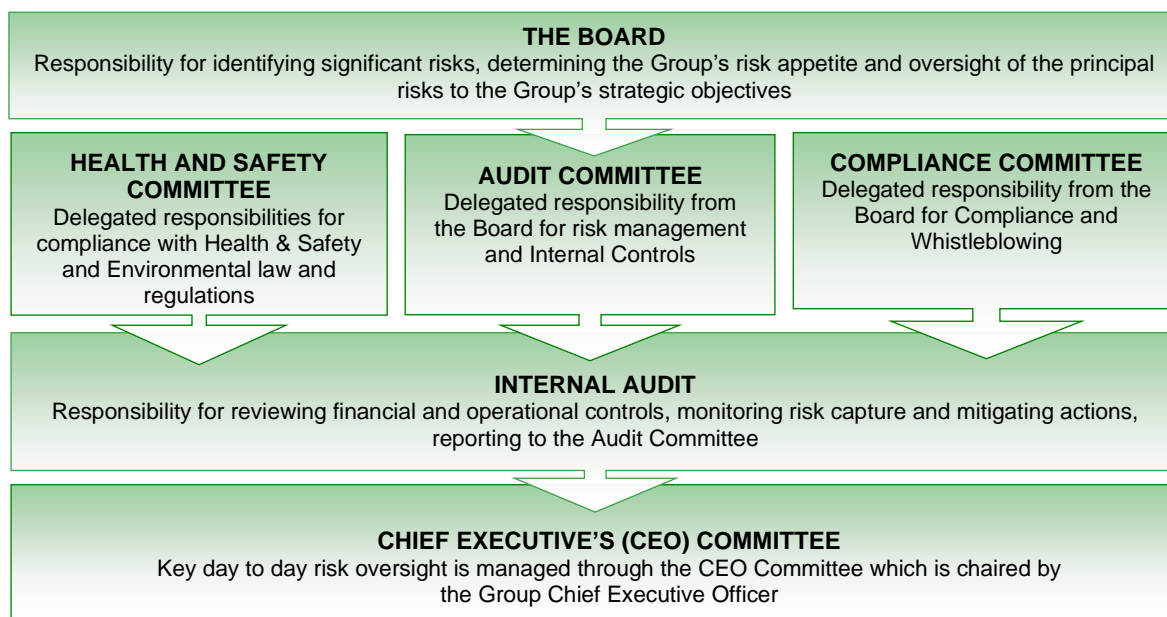 THE BOARD
Responsibility for identifying significant risks, determining the Group’s risk appetite and oversight of the principal
risks to the Group’s strategic objectives
HEALTH AND SAFETY
COMMITTEE
Delegated responsibilities for
compliance with Health & Safety
and Environmental law and
regulations
AUDIT COMMITTEE
Delegated responsibility from
the Board for risk management
and Internal Controls
COMPLIANCE COMMITTEE
Delegated responsibility from the
Board for Compliance and
Whistleblowing
INTERNAL AUDIT
Responsibility for reviewing financial and operational controls, monitoring risk capture and mitigating actions,
reporting to the Audit Committee
CHIEF EXECUTIVE’S (CEO) COMMITTEE
Key day to day risk oversight is managed through the CEO Committee which is chaired by
the Group Chief Executive Officer